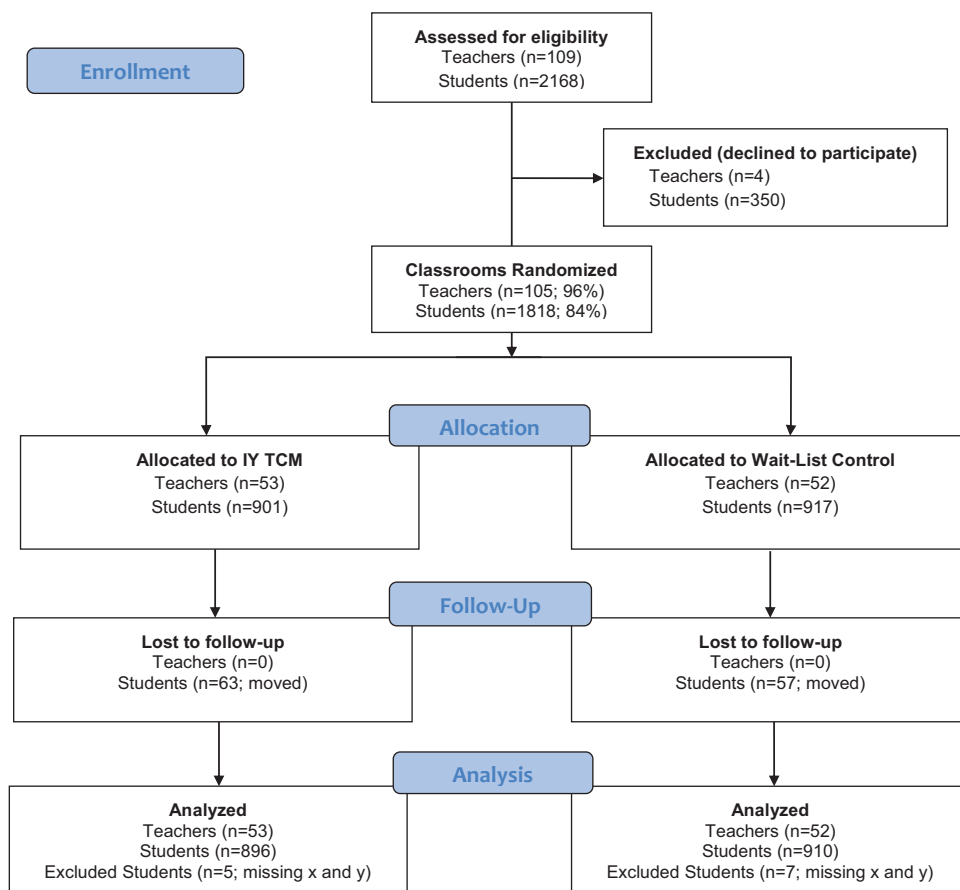 Assessed for eligibility
Teachers (n=109)
Students (n=2168)
Enrollment
Excluded (declined to participate)
Teachers (n=4)
Students (n=350)
Classrooms Randomized
Teachers (n=105; 96%)
Students (n=1818; 84%)
Allocation
Allocated to IY TCM
Teachers (n=53)
Students (n=901)
Allocated to Wait-List Control
Teachers (n=52)
Students (n=917)
Follow-Up
Lost to follow-up
Teachers (n=0)
Students (n=63; moved)
Lost to follow-up
Teachers (n=0)
Students (n=57; moved)
Analysis
Analyzed
Teachers (n=53)
Students (n=896)
Excluded Students (n=5; missing x and y)
Analyzed
Teachers (n=52)
Students (n=910)
Excluded Students (n=7; missing x and y)